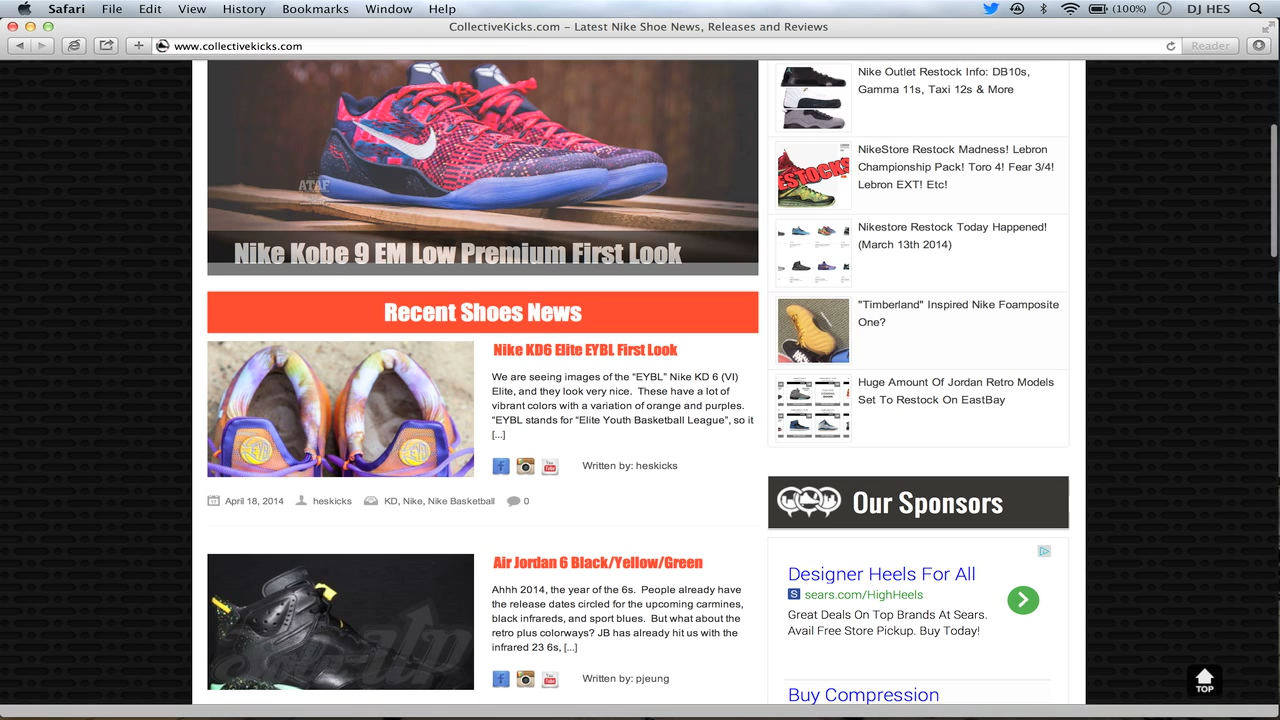 Safari File Edit View History Bookmarks Window Help (100%) DJ HES
CollectiveKicks.com – Latest Nike Shoe News, Releases and Reviews
www.collectivekicks.com
Reader
ATAF
Nike Kobe 9 EM Low Premium First Look
Recent Shoes News
Nike KD6 Elite EYBL First Look
We are seeing images of the "EYBL" Nike KD 6 (VI)
Elite, and they look very nice. These have a lot of
vibrant colors with a variation of orange and purples.
"EYBL stands for "Elite Youth Basketball League", so it
[...]
You
Tube
Written by: heskicks
April 18, 2014 heskicks KD, Nike, Nike Basketball 0
Air Jordan 6 Black/Yellow/Green
Ahhh 2014, the year of the 6s. People already have
the release dates circled for the upcoming carmines,
black infrareds, and sport blues. But what about the
retro plus colorways? JB has already hit us with the
infrared 23 6s, [...]
You
Tube
Written by: pjeung
Nike Outlet Restock Info: DB10s,
Gamma 11s, Taxi 12s & More
ESTOCKS
NikeStore Restock Madness! Lebron
Championship Pack! Toro 4! Fear 3/4!
Lebron EXT! Etc!
Nikestore Restock Today Happened!
(March 13th 2014)
"Timberland" Inspired Nike Foamposite
One?
Huge Amount Of Jordan Retro Models
Set To Restock On EastBay
Our Sponsors
Designer Heels For All
S sears.com/HighHeels
Great Deals On Top Brands At Sears.
Avail Free Store Pickup. Buy Today!
Buy Compression
TOP